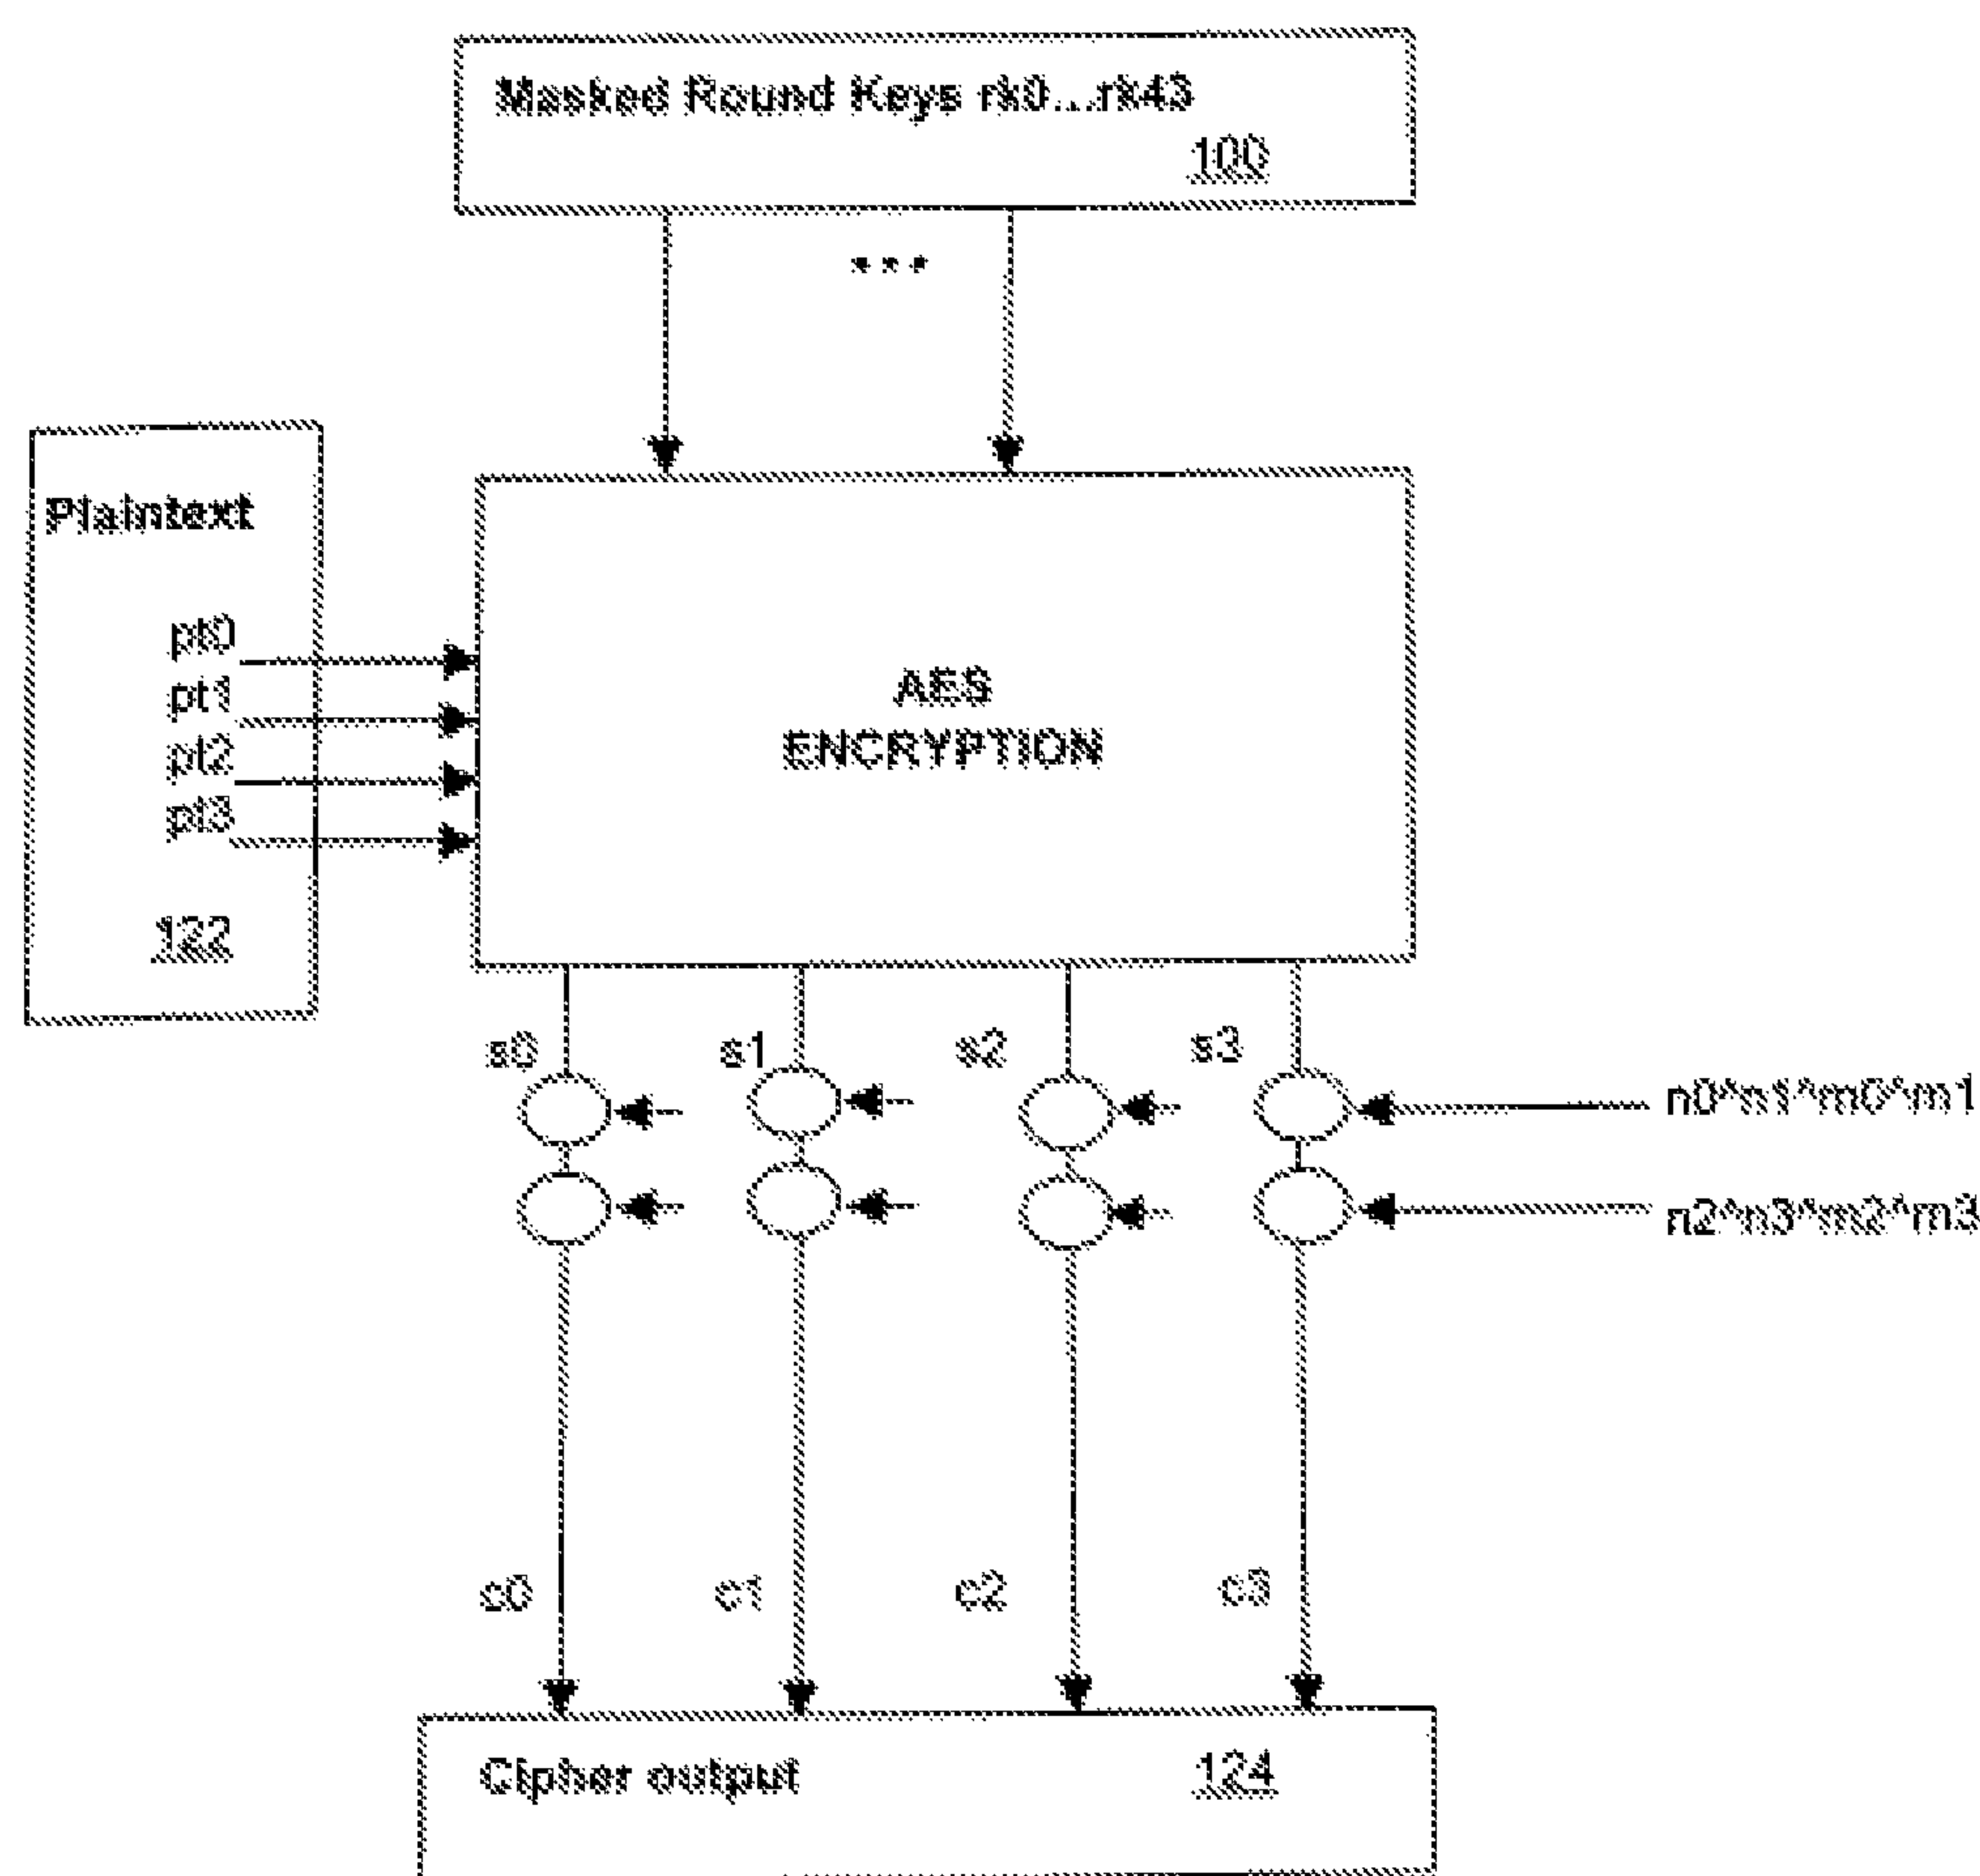 Masked Round Keys rk0...rk43
100
Plaintext
pt0
pt1
pt2
pt3
122
AES
ENCRYPTION
s0
s1
s2
s3
n0^n1^m0^m1
n2^n3^m2^m3
c0
c1
c2
c3
Cipher output
124